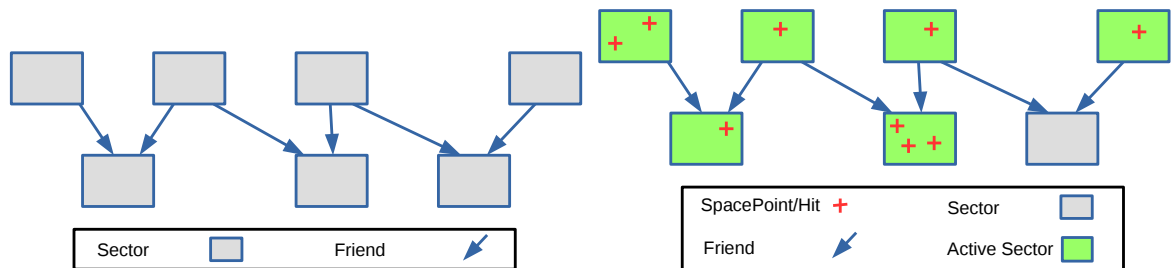 Sector
Friend
SpacePoint/Hit
Sector
Friend
Active Sector